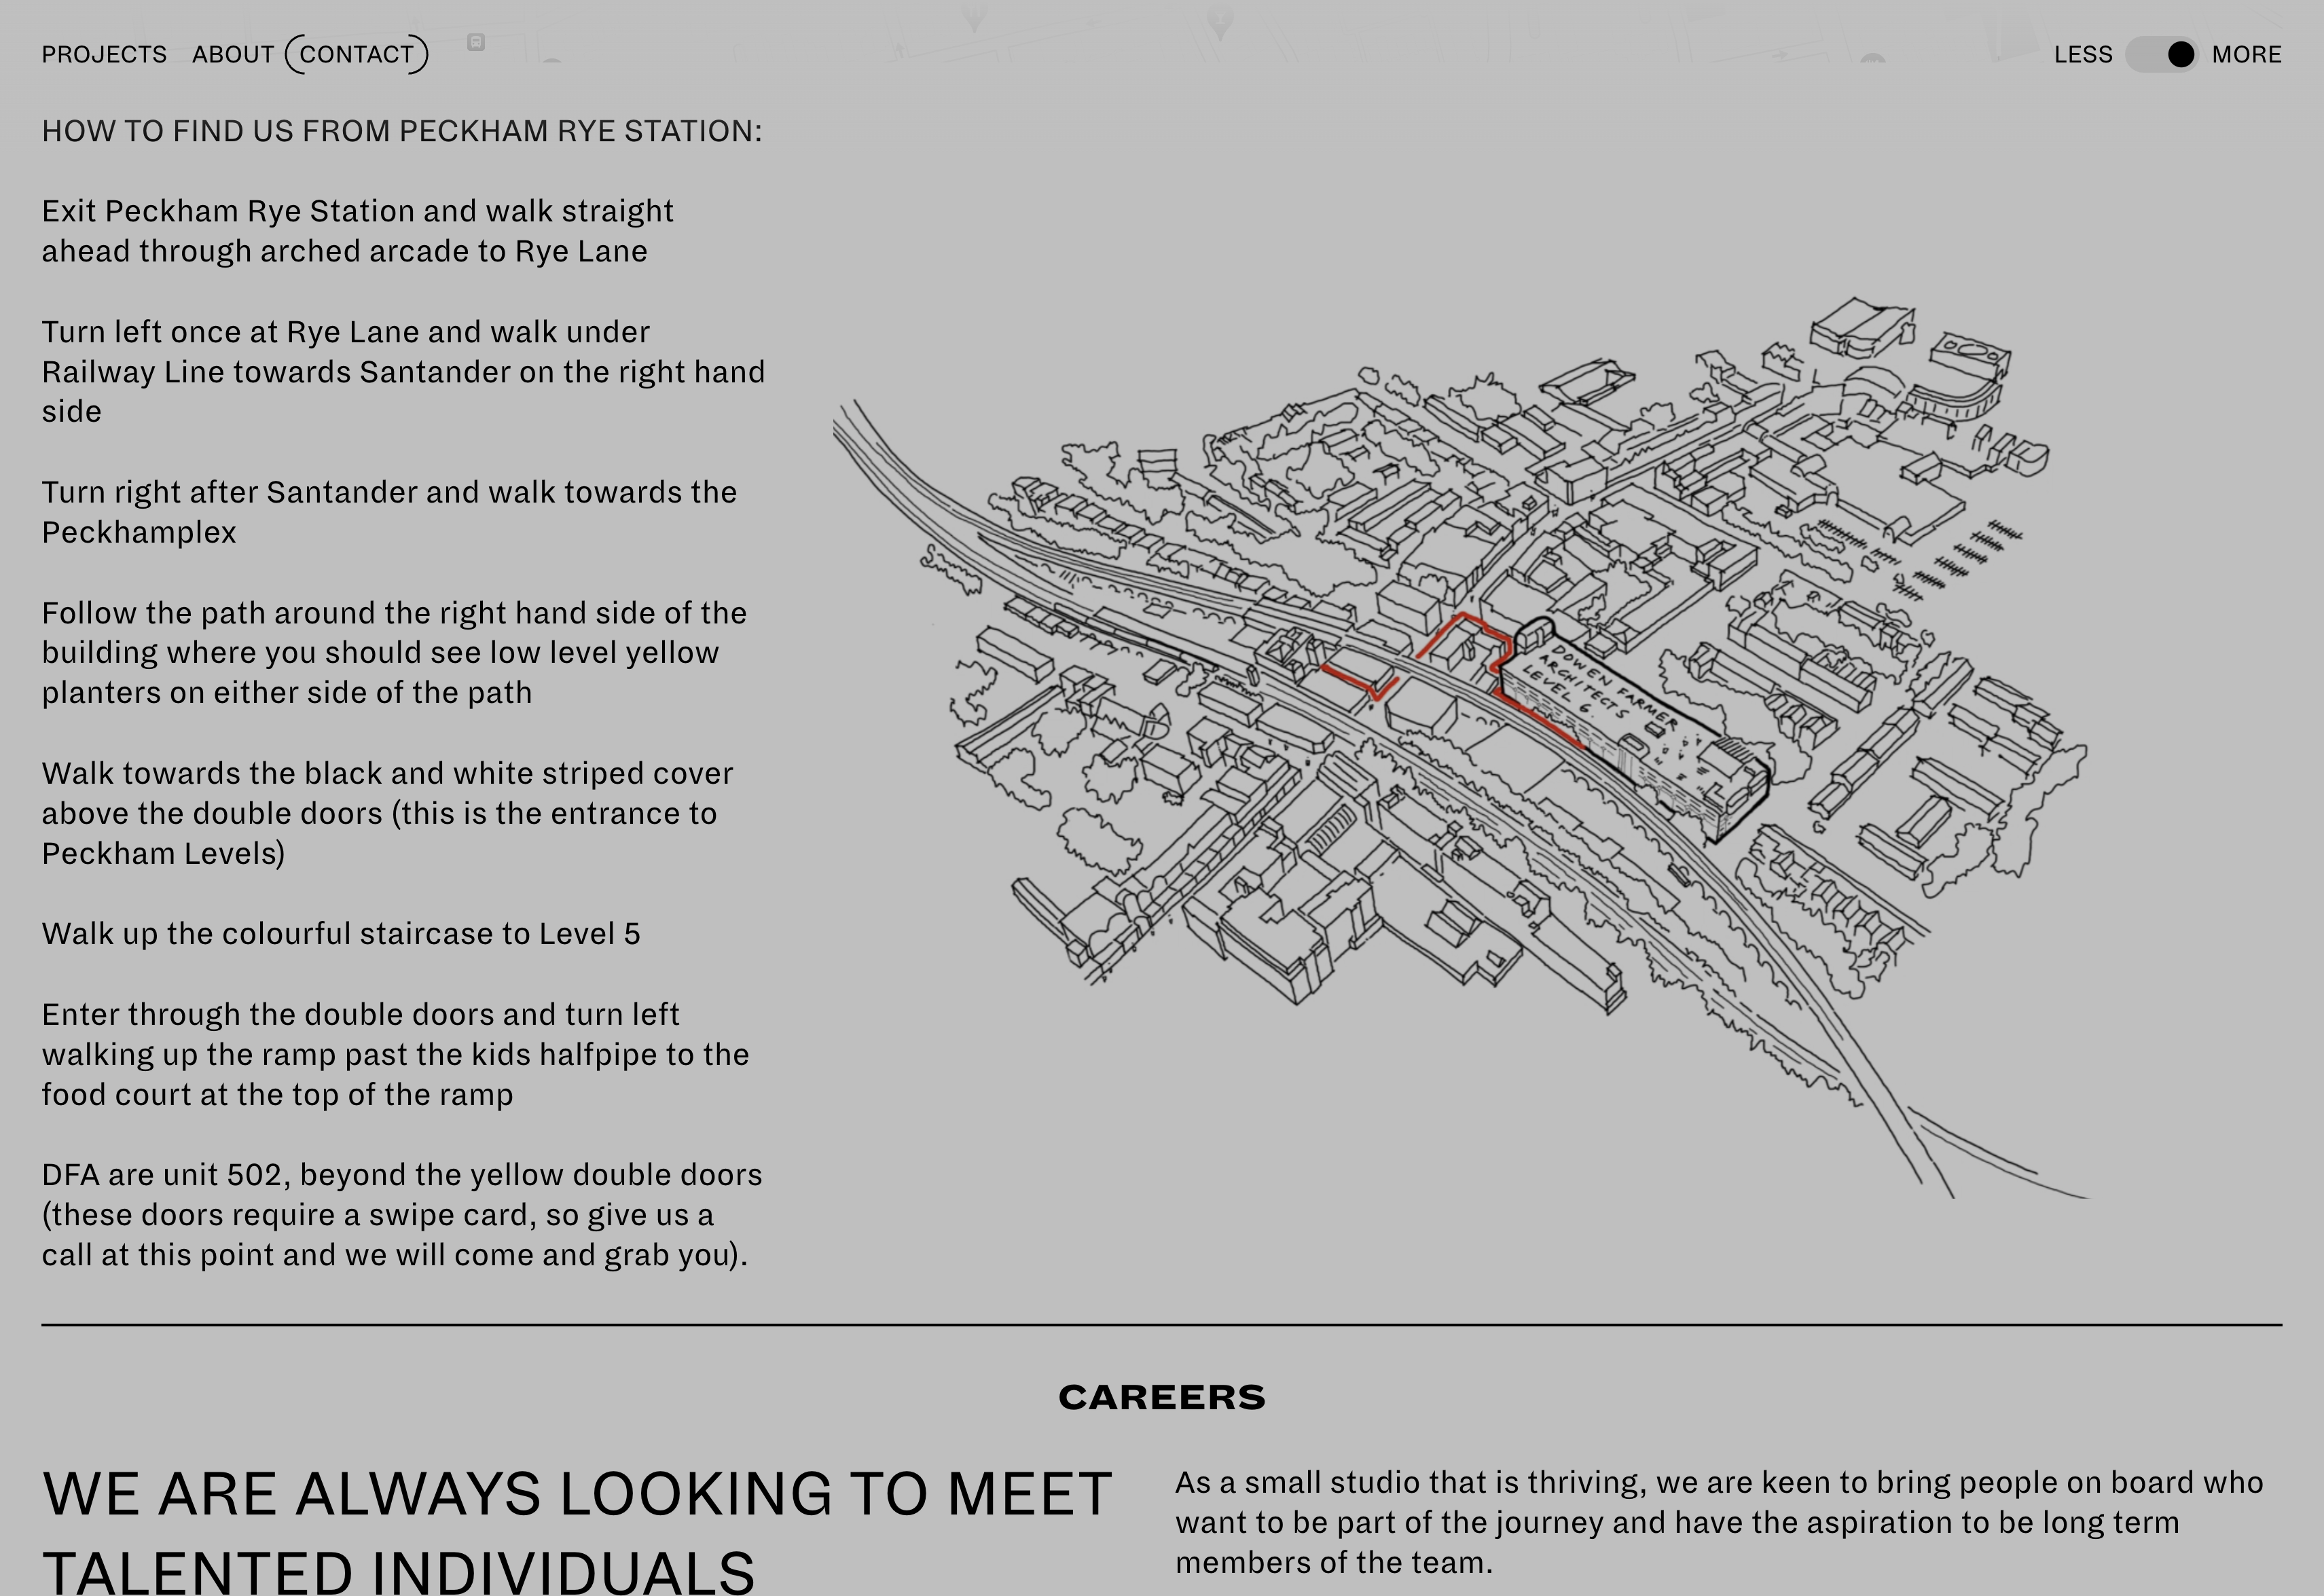 PROJECTS ABOUT CONTACT LESS MORE
HOW TO FIND US FROM PECKHAM RYE STATION:
Exit Peckham Rye Station and walk straight
ahead through arched arcade to Rye Lane
Turn left once at Rye Lane and walk under
Railway Line towards Santander on the right hand
side
Turn right after Santander and walk towards the
Peckhamplex
Follow the path around the right hand side of the
building where you should see low level yellow
planters on either side of the path
Walk towards the black and white striped cover
above the double doors (this is the entrance to
Peckham Levels)
Walk up the colourful staircase to Level 5
Enter through the double doors and turn left
walking up the ramp past the kids halfpipe to the
food court at the top of the ramp
DFA are unit 502, beyond the yellow double doors
(these doors require a swipe card, so give us a
call at this point and we will come and grab you).
DOWEN FARMER
ARCHITECTS
LEVEL 6.
CAREERS
WE ARE ALWAYS LOOKING TO MEET
TALENTED INDIVIDUALS
As a small studio that is thriving, we are keen to bring people on board who
want to be part of the journey and have the aspiration to be long term
members of the team.